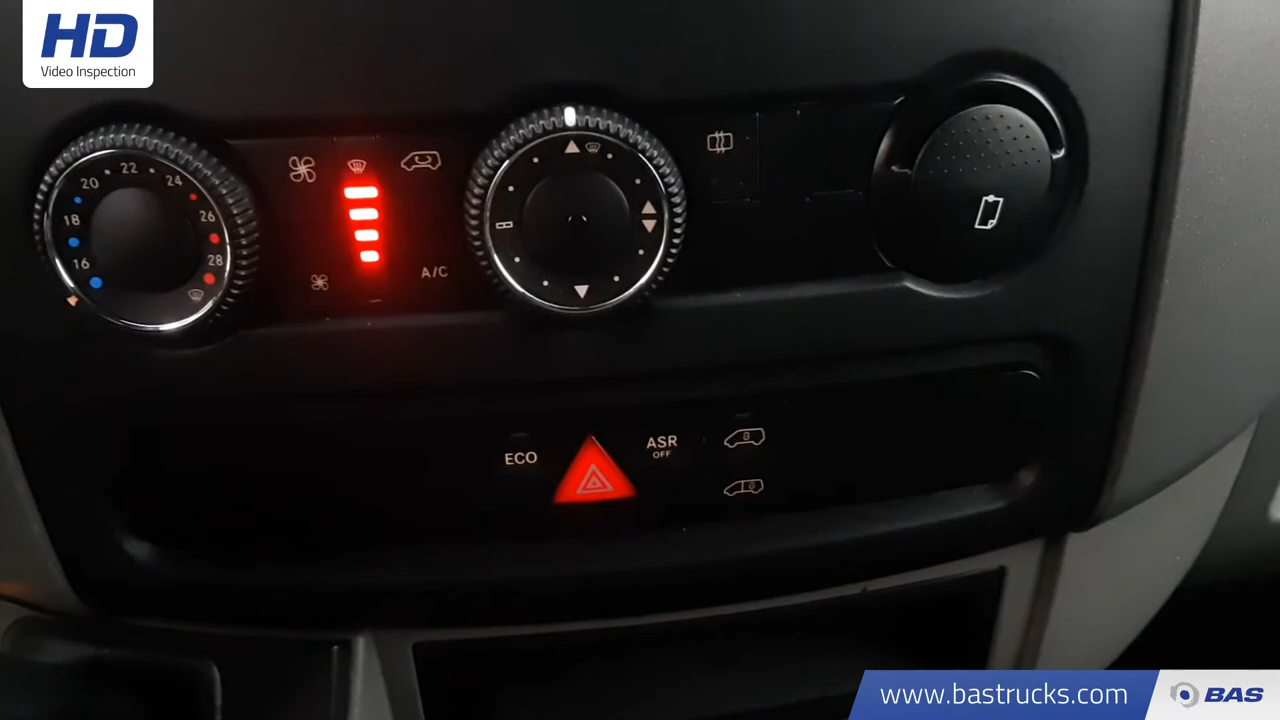 HD
Video Inspection
22
20
24
18
26
16
28
A/C
ECO
ASR
OFF
www.bastrucks.com
BAS